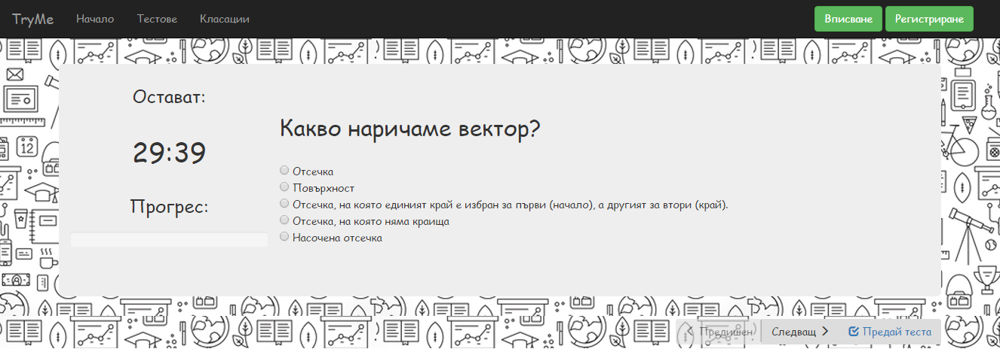 TryMe Начало Тестове Класации Вписване Регистриране
Остават:
29:39
Прогрес:
Какво наричаме вектор?
Отсечка
Повърхност
Отсечка, на която единият край е избран за първи (начало), а другият за втори (край).
Отсечка, на която няма краища
Насочена отсечка
12
Предишен Следващ Предай теста